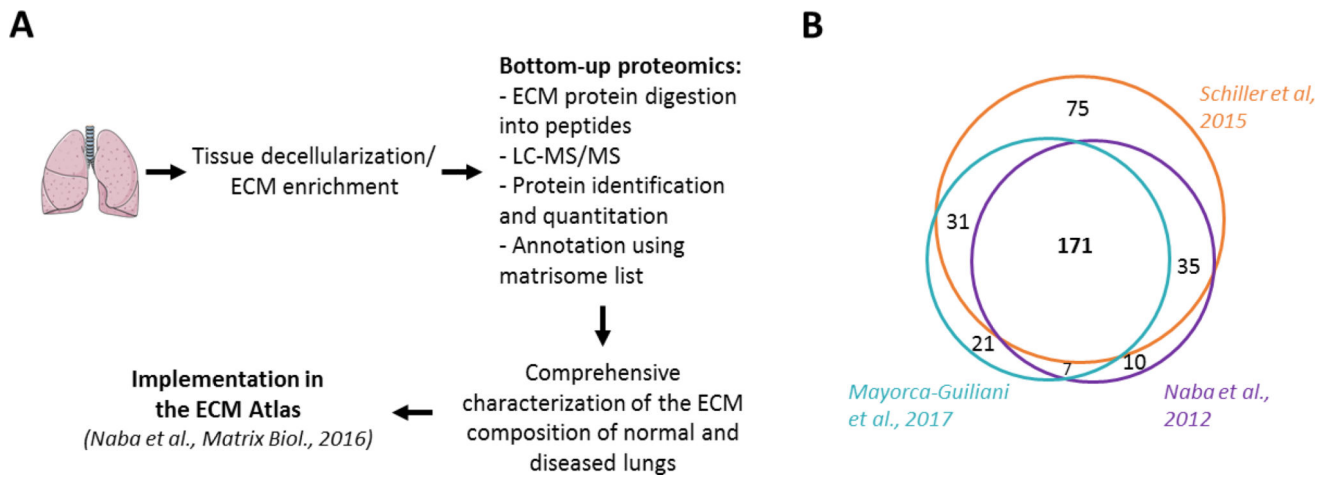 A
Tissue decellularization/
ECM enrichment
Bottom-up proteomics:
- ECM protein digestion
into peptides
- LC-MS/MS
- Protein identification
and quantitation
- Annotation using
matrisome list
Comprehensive
characterization of the ECM
composition of normal and
diseased lungs
Implementation in
the ECM Atlas
(Naba et al., Matrix Biol., 2016)
B
Schiller et al,
2015
75
31
171
35
21
7
10
Mayorca-Guiliani
et al., 2017
Naba et al.,
2012